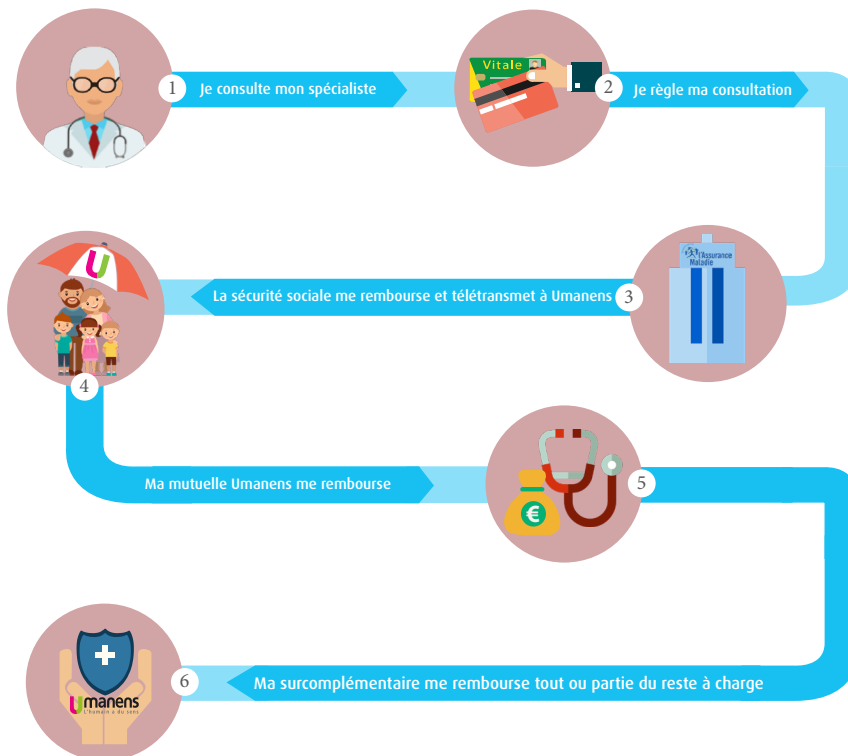 1
Je consulte mon spécialiste
Vitale
2
Je règle ma consultation
l'Assurance
Maladie
3
La sécurité sociale me rembourse et télétransmet à Umanens
U
4
Ma mutuelle Umanens me rembourse
€
5
Ma surcomplémentaire me rembourse tout ou partie du reste à charge
6
Umanens
L'humain a du sens